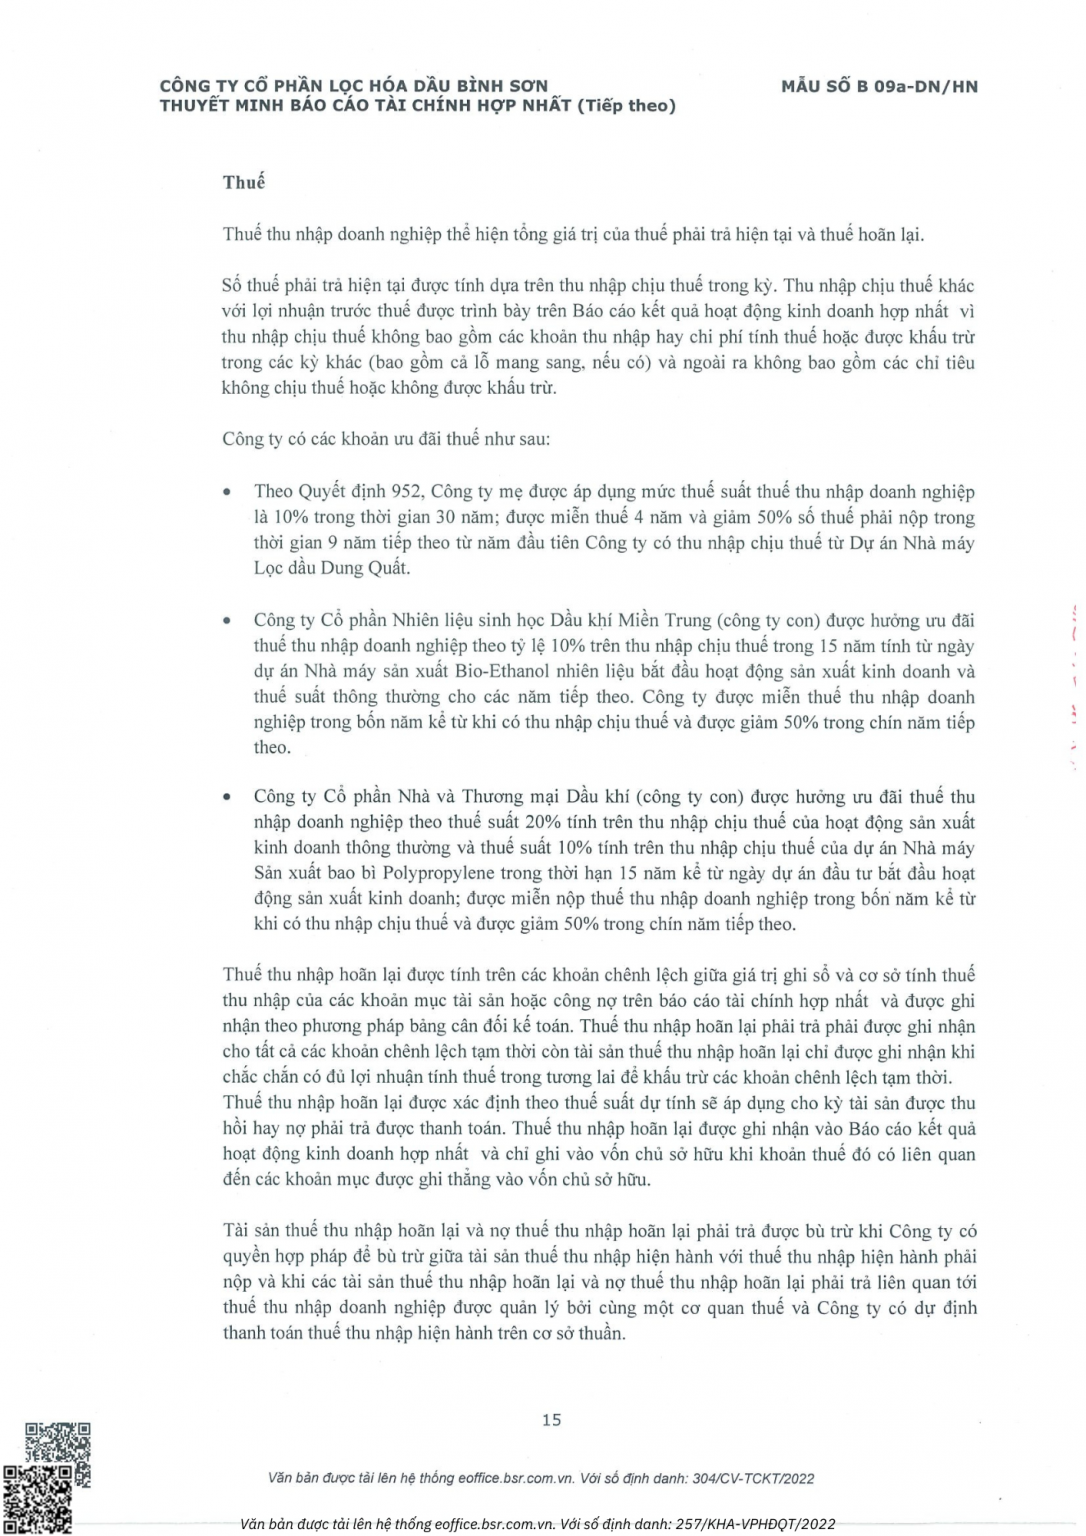 CÔNG TY CỔ PHẦN LỌC HÓA DẦU BÌNH SƠN
MẪU SỐ B 09a-DN/HN
THUYẾT MINH BÁO CÁO TÀI CHÍNH HỢP NHẤT (Tiếp theo)
Thuế
Thuế thu nhập doanh nghiệp thể hiện tổng giá trị của thuế phải trả hiện tại và thuế hoãn lại.
Số thuế phải trả hiện tại được tính dựa trên thu nhập chịu thuế trong kỳ. Thu nhập chịu thuế khác
với lợi nhuận trước thuế được trình bày trên Báo cáo kết quả hoạt động kinh doanh hợp nhất vì
thu nhập chịu thuế không bao gồm các khoản thu nhập hay chi phí tính thuế hoặc được khấu trừ
trong các kỳ khác (bao gồm cả lỗ mang sang, nếu có) và ngoài ra không bao gồm các chỉ tiêu
không chịu thuế hoặc không được khấu trừ.
Công ty có các khoản ưu đãi thuế như sau:
• Theo Quyết định 952, Công ty mẹ được áp dụng mức thuế suất thuế thu nhập doanh nghiệp
là 10% trong thời gian 30 năm; được miễn thuế 4 năm và giảm 50% số thuế phải nộp trong
thời gian 9 năm tiếp theo từ năm đầu tiên Công ty có thu nhập chịu thuế từ Dự án Nhà máy
Lọc dầu Dung Quất.
• Công ty Cổ phần Nhiên liệu sinh học Dầu khí Miền Trung (công ty con) được hưởng ưu đãi
thuế thu nhập doanh nghiệp theo tỷ lệ 10% trên thu nhập chịu thuế trong 15 năm tính từ ngày
dự án Nhà máy sản xuất Bio-Ethanol nhiên liệu bắt đầu hoạt động sản xuất kinh doanh và
thuế suất thông thường cho các năm tiếp theo. Công ty được miễn thuế thu nhập doanh
nghiệp trong bốn năm kể từ khi có thu nhập chịu thuế và được giảm 50% trong chín năm tiếp
theo.
• Công ty Cổ phần Nhà và Thương mại Dầu khí (công ty con) được hưởng ưu đãi thuế thu
nhập doanh nghiệp theo thuế suất 20% tính trên thu nhập chịu thuế của hoạt động sản xuất
kinh doanh thông thường và thuế suất 10% tính trên thu nhập chịu thuế của dự án Nhà máy
Sản xuất bao bì Polypropylene trong thời hạn 15 năm kể từ ngày dự án đầu tư bắt đầu hoạt
động sản xuất kinh doanh; được miễn nộp thuế thu nhập doanh nghiệp trong bốn năm kể từ
khi có thu nhập chịu thuế và được giảm 50% trong chín năm tiếp theo.
Thuế thu nhập hoãn lại được tính trên các khoản chênh lệch giữa giá trị ghi sổ và cơ sở tính thuế
thu nhập của các khoản mục tài sản hoặc công nợ trên báo cáo tài chính hợp nhất và được ghi
nhận theo phương pháp bảng cân đối kế toán. Thuế thu nhập hoãn lại phải trả phải được ghi nhận
cho tất cả các khoản chênh lệch tạm thời còn tài sản thuế thu nhập hoãn lại chỉ được ghi nhận khi
chắc chắn có đủ lợi nhuận tính thuế trong tương lai để khấu trừ các khoản chênh lệch tạm thời.
Thuế thu nhập hoãn lại được xác định theo thuế suất dự tính sẽ áp dụng cho kỳ tài sản được thu
hồi hay nợ phải trả được thanh toán. Thuế thu nhập hoãn lại được ghi nhận vào Báo cáo kết quả
hoạt động kinh doanh hợp nhất và chỉ ghi vào vốn chủ sở hữu khi khoản thuế đó có liên quan
đến các khoản mục được ghi thẳng vào vốn chủ sở hữu.
Tài sản thuế thu nhập hoãn lại và nợ thuế thu nhập hoãn lại phải trả được bù trừ khi Công ty có
quyền hợp pháp để bù trừ giữa tài sản thuế thu nhập hiện hành với thuế thu nhập hiện hành phải
nộp và khi các tài sản thuế thu nhập hoãn lại và nợ thuế thu nhập hoãn lại phải trả liên quan tới
thuế thu nhập doanh nghiệp được quản lý bởi cùng một cơ quan thuế và Công ty có dự định
thanh toán thuế thu nhập hiện hành trên cơ sở thuần.
15
Văn bản được tải lên hệ thống eoffice.bsr.com.vn. Với số định danh: 304/CV-TCKT/2022
Văn bản được tải lên hệ thống eoffice.bsr.com.vn. Với số định danh: 257/KHA-VPHĐQT/2022